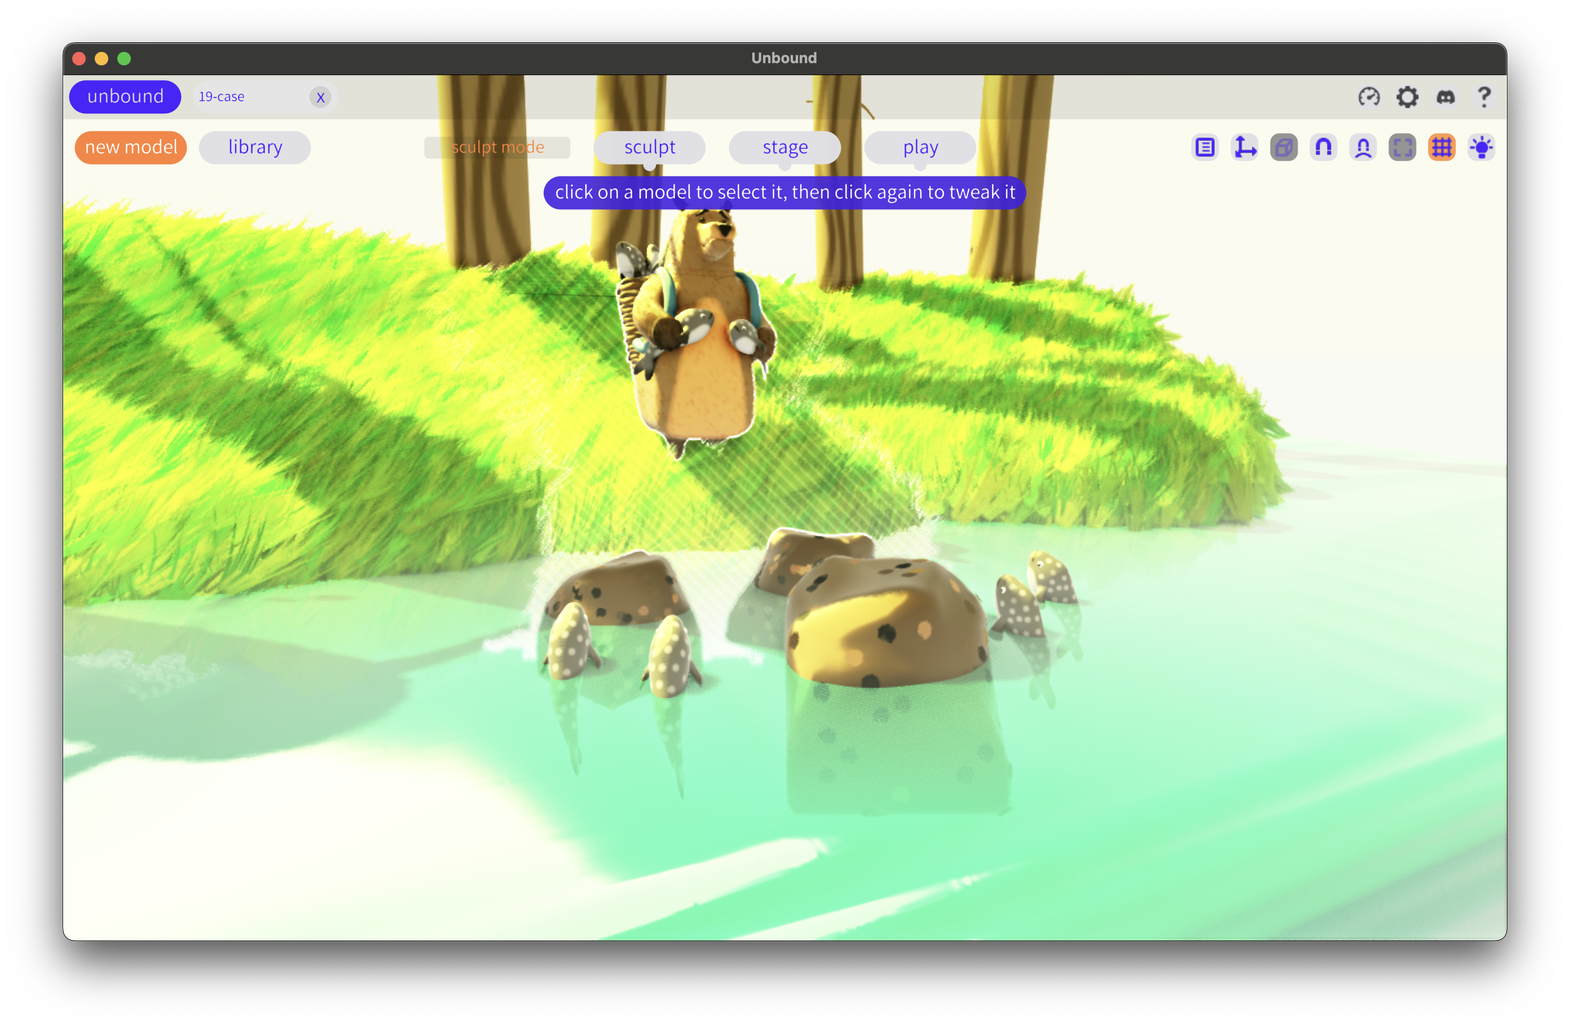 Unbound
unbound
19-case
X
?
new model
library
sculpt mode
sculpt
stage
play
click on a model to select it, then click again to tweak it